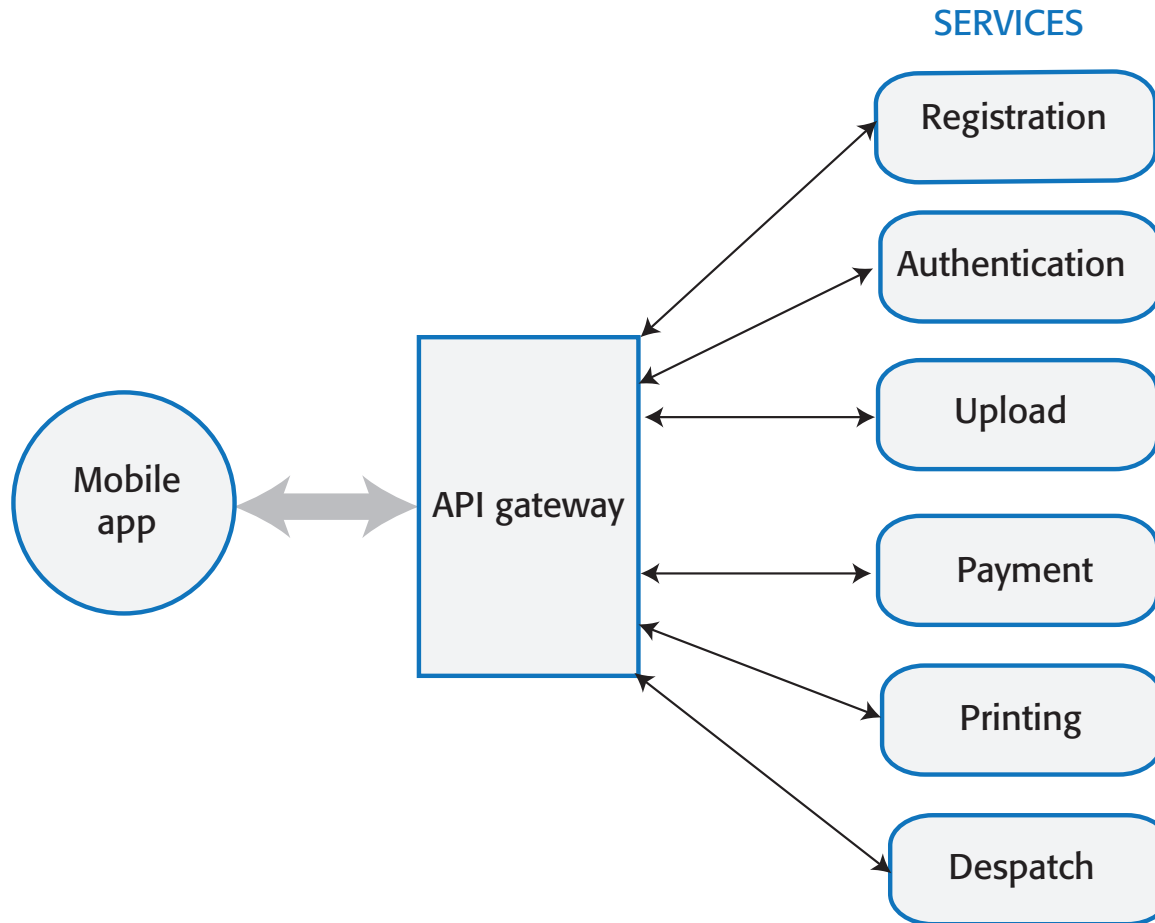 SERVICES
Registration
Authentication
Upload
Mobile
app
API gateway
Payment
Printing
Despatch